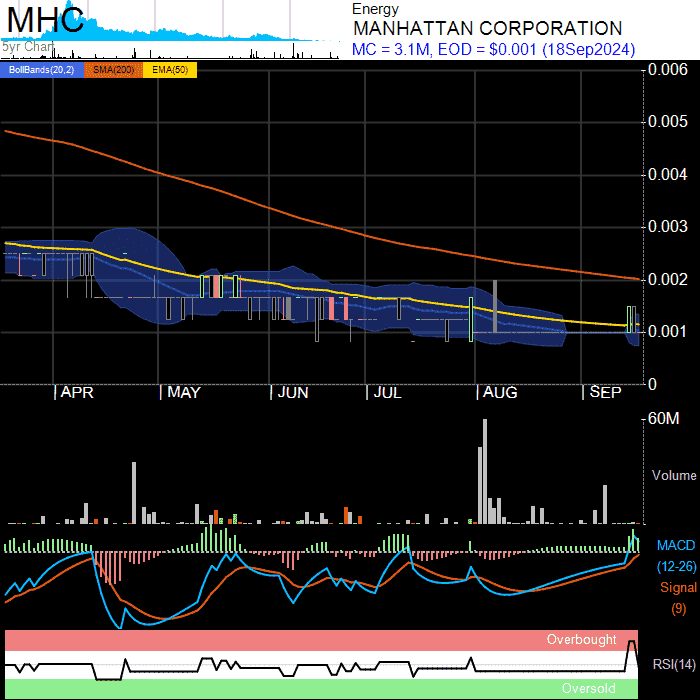 MHC
5yr Chart
Energy
MANHATTAN CORPORATION
MC = 3.1M, EOD = $0.001 (18Sep2024)
BollBands(20,2) SMA(200) EMA(50)
0.006
0.005
0.004
0.003
0.002
0.001
0
APR MAY JUN JUL AUG SEP
60M
Volume
MACD
(12-26)
Signal
(9)
Overbought
RSI(14)
Oversold